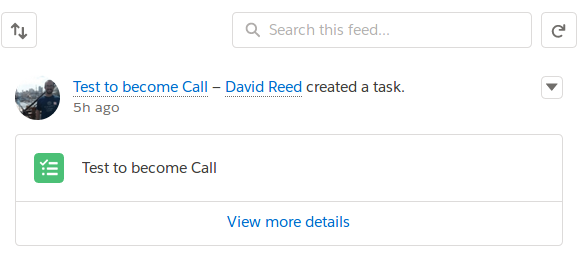 Search this feed...
Test to become Call – David Reed created a task.
5h ago
Test to become Call
View more details